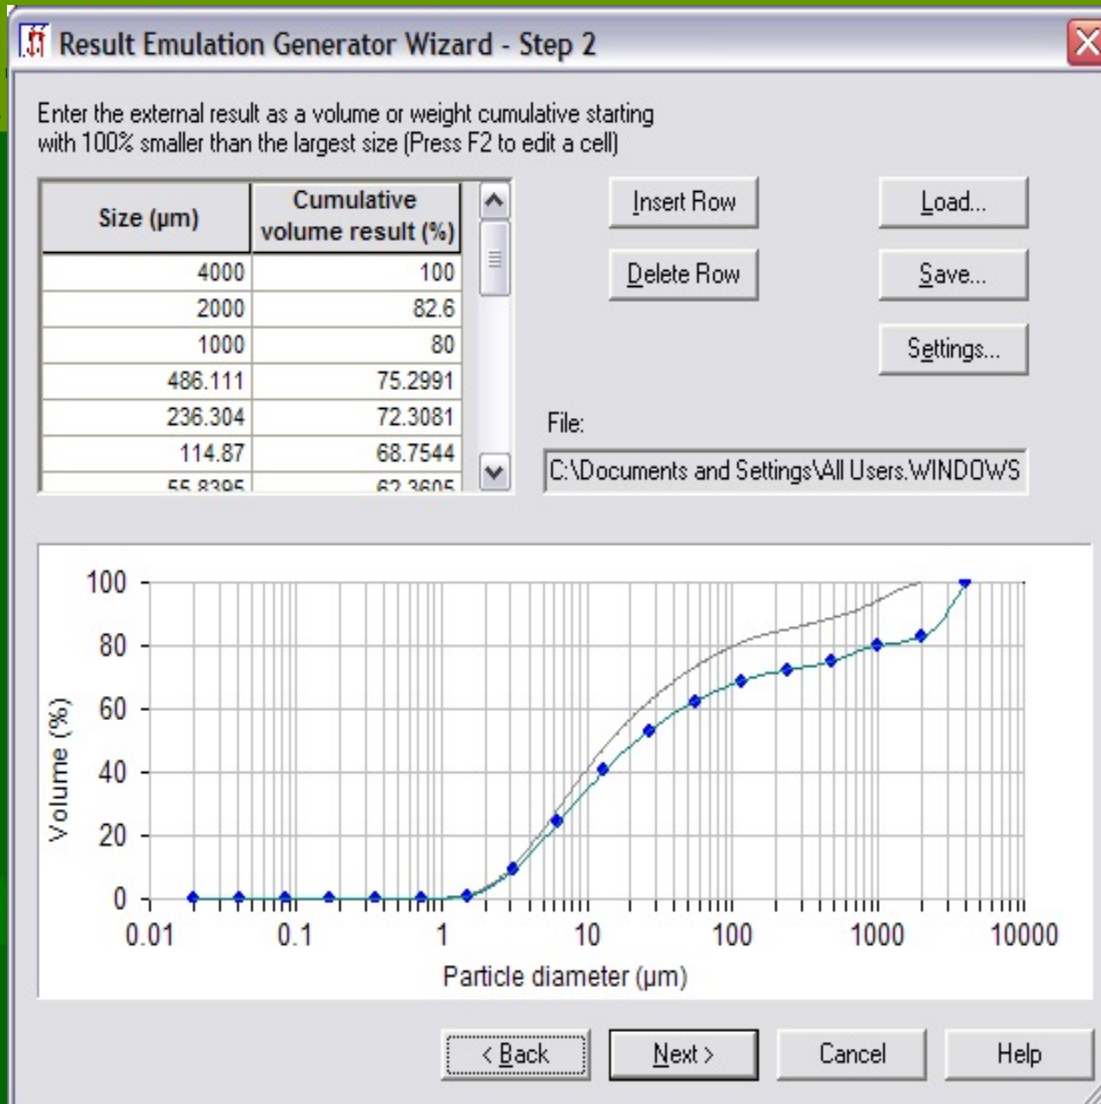 Result Emulation Generator Wizard - Step 2
Enter the external result as a volume or weight cumulative starting
with 100% smaller than the largest size (Press F2 to edit a cell)
Size (µm) Cumulative
volume result (%)
4000 100
2000 82.6
1000 80
486.111 75.2991
236.304 72.3081
114.87 68.7544
55.8395 62.3605
Insert Row Load...
Delete Row Save...
Settings...
File:
C:\Documents and Settings\All Users.WINDOWS
Volume (%)
100
80
60
40
20
0
0.01 0.1 1 10 100 1000 10000
Particle diameter (µm)
< Back Next > Cancel Help